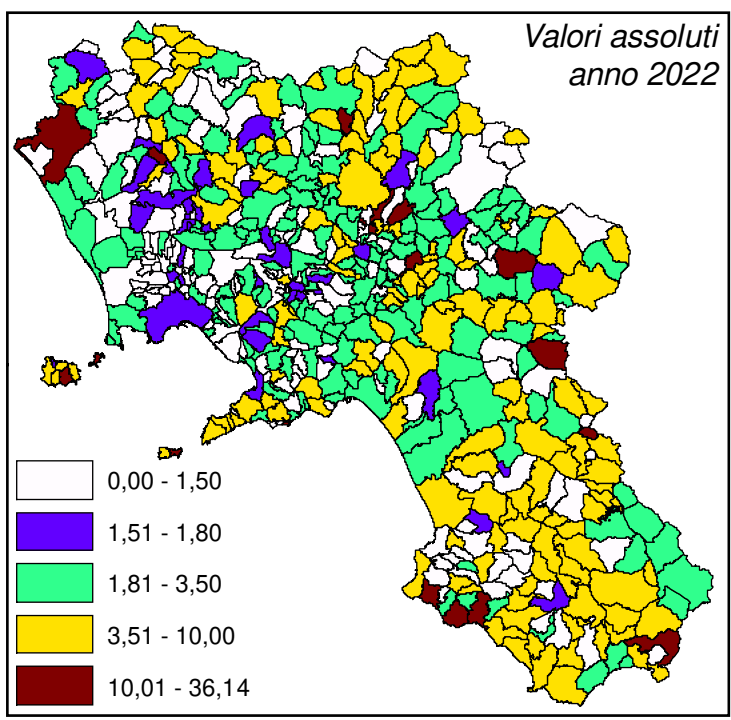 Valori assoluti
anno 2022
0,00 - 1,50
1,51 - 1,80
1,81 - 3,50
3,51 - 10,00
10,01 - 36,14